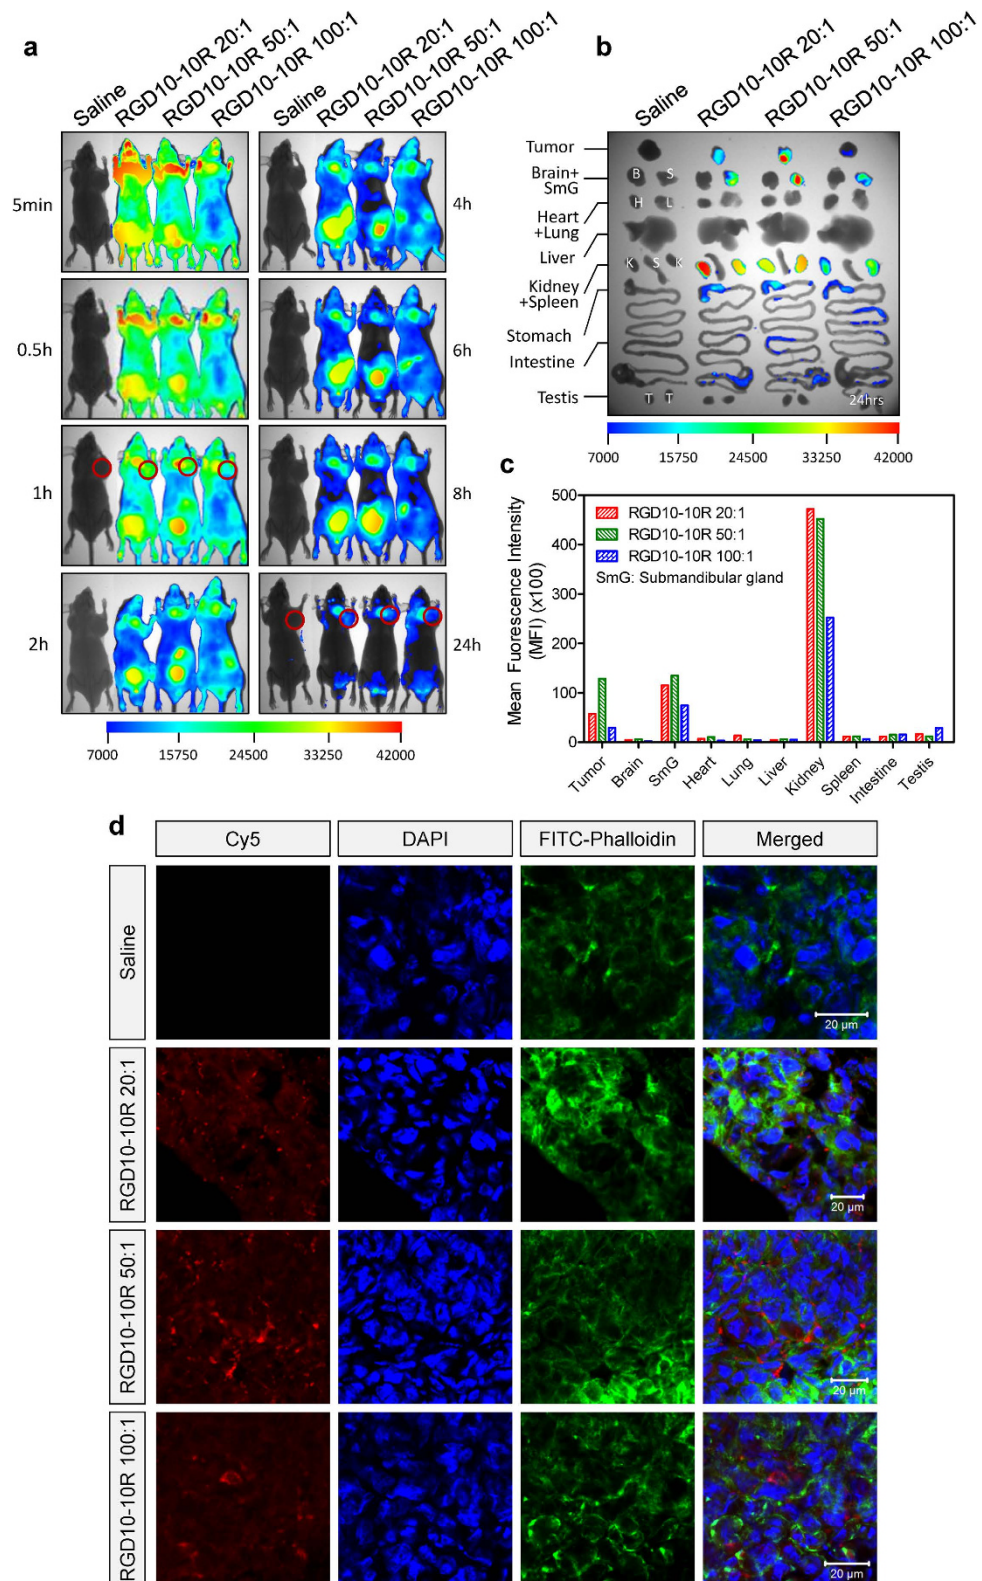 a
Saline
RGD10-10R 20:1
RGD10-10R 50:1
RGD10-10R 100:1
Saline
RGD10-10R 20:1
RGD10-10R 50:1
RGD10-10R 100:1
5min
4h
0.5h
6h
1h
8h
2h
24h
7000 15750 24500 33250 42000
b
Saline
RGD10-10R 20:1
RGD10-10R 50:1
RGD10-10R 100:1
Tumor
Brain+
SmG
Heart
+Lung
Liver
Kidney
+Spleen
Stomach
Intestine
Testis
B S
H L
K S K
T T
24hrs
7000 15750 24500 33250 42000
c
Mean Fluorescence Intensity
(MFI) (x100)
500
400
300
200
100
0
RGD10-10R 20:1
RGD10-10R 50:1
RGD10-10R 100:1
SmG: Submandibular gland
Tumor
Brain
SmG
Heart
Lung
Liver
Kidney
Spleen
Intestine
Testis
d
Cy5 DAPI FITC-Phalloidin Merged
Saline
20 µm
RGD10-10R 20:1
20 µm
RGD10-10R 50:1
20 µm
RGD10-10R 100:1
20 µm